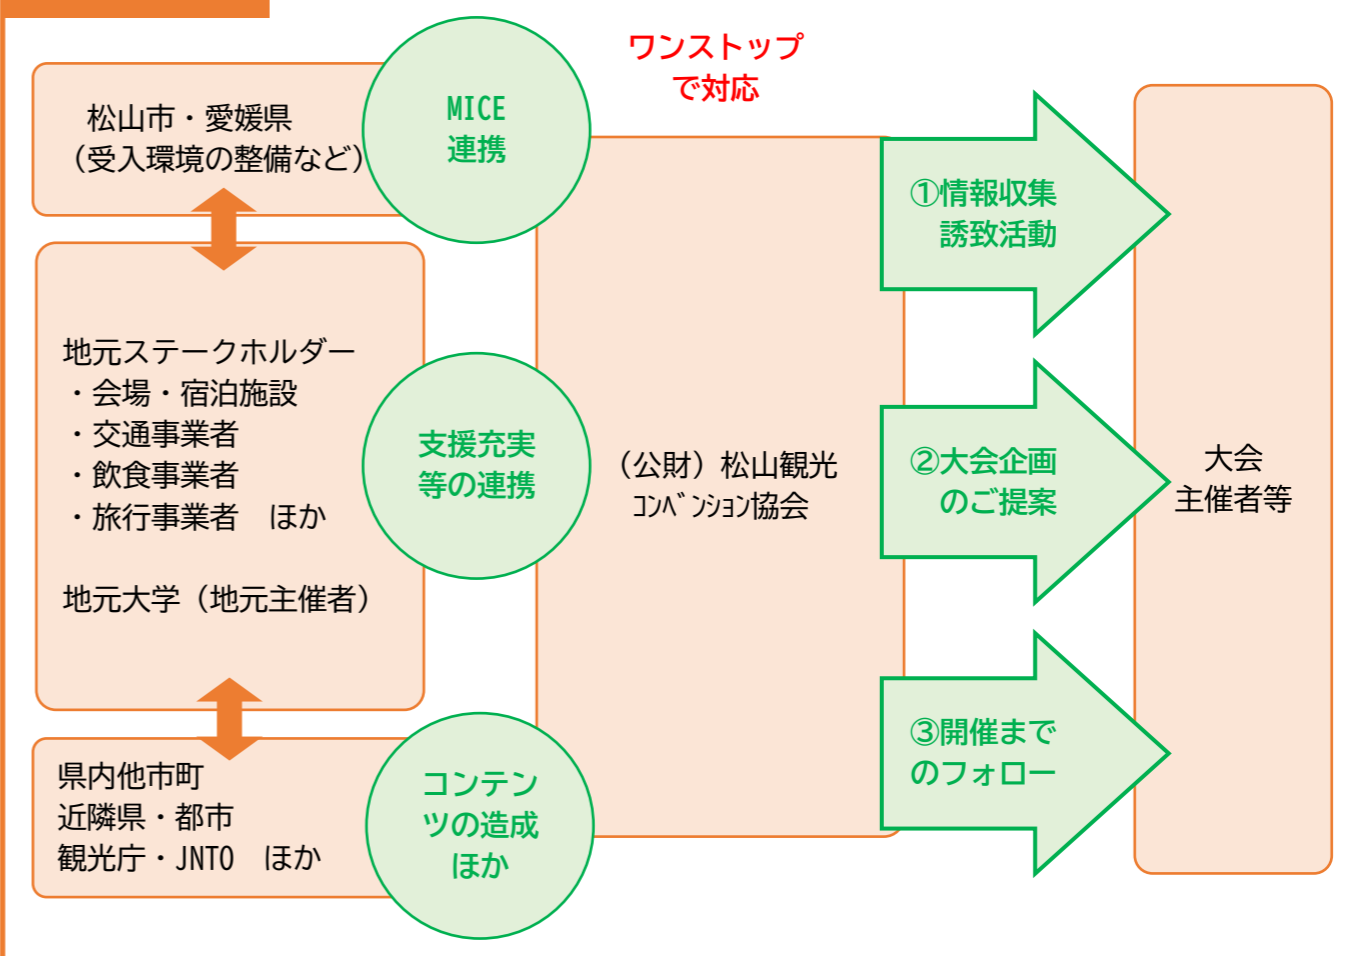 ワンストップ
で対応
松山市・愛媛県
（受入環境の整備など）
MICE
連携
地元ステークホルダー
・会場・宿泊施設
・交通事業者
・飲食事業者
・旅行事業者　ほか
地元大学（地元主催者）
支援充実
等の連携
県内他市町
近隣県・都市
観光庁・JNTO　ほか
コンテン
ツの造成
ほか
（公財）松山観光
ｺﾝﾍﾞﾝｼｮﾝ協会
①情報収集
誘致活動
②大会企画
のご提案
③開催まで
のフォロー
大会
主催者等